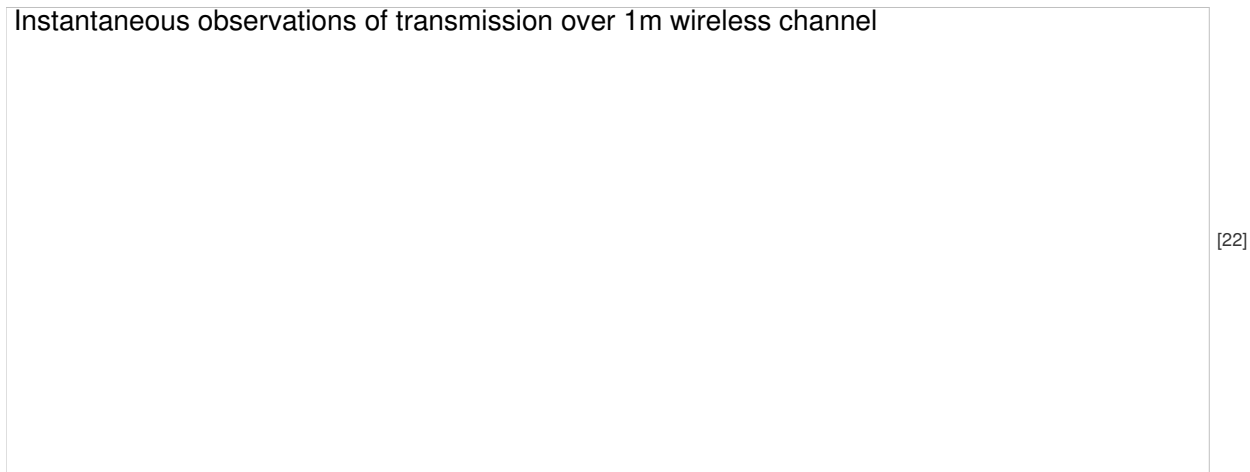 Instantaneous observations of transmission over 1m wireless channel
[22]